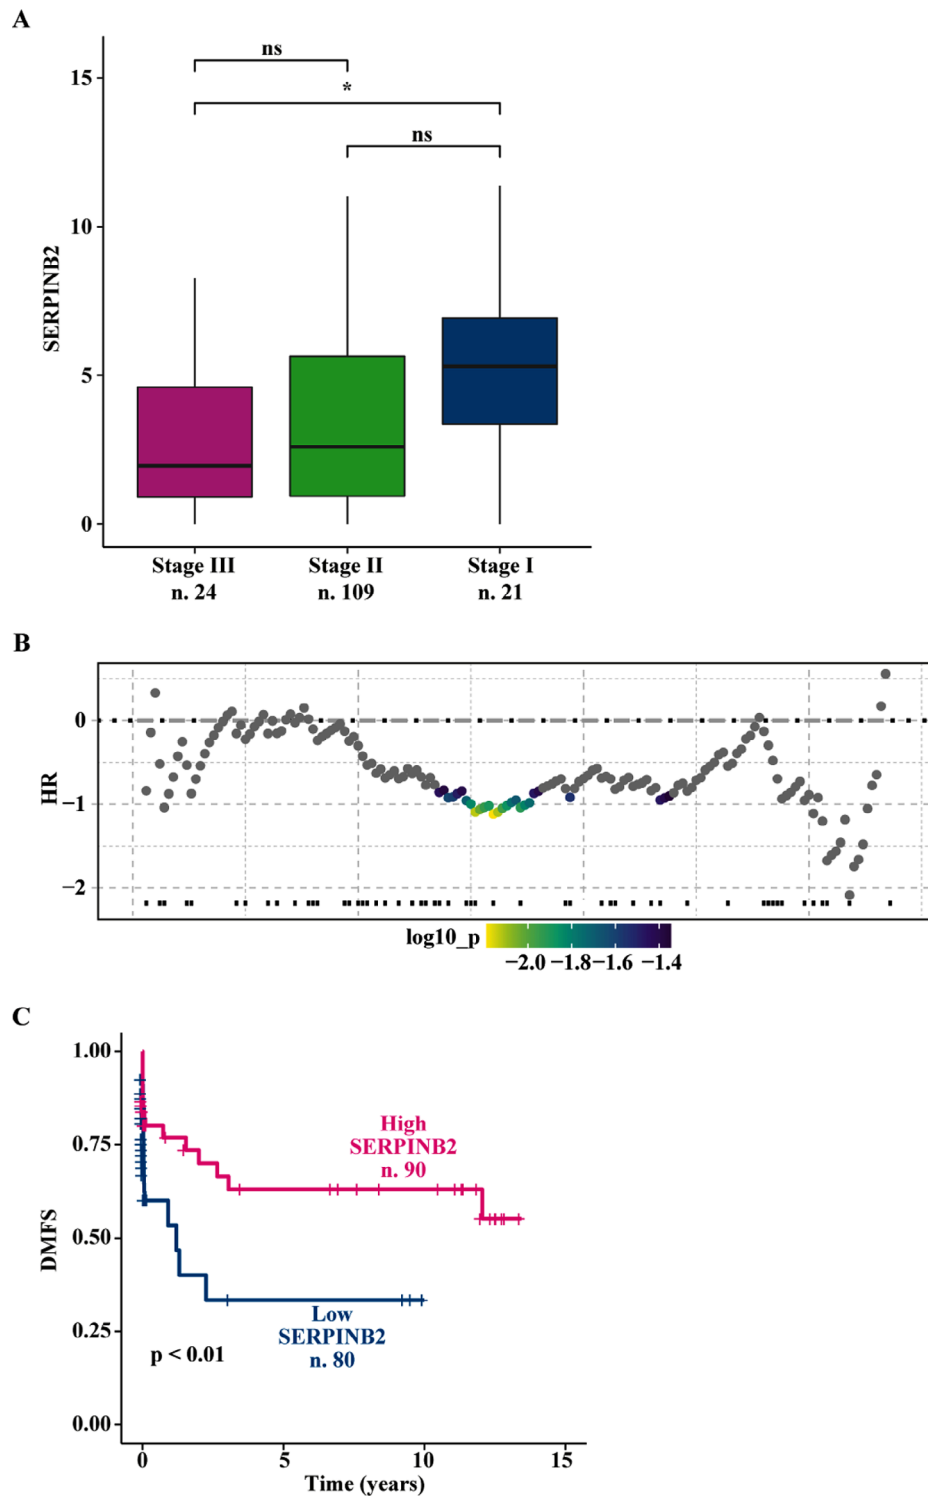 A
ns
*
ns
SERPINB2
15
10
5
0
Stage III
n. 24
Stage II
n. 109
Stage I
n. 21
B
HR
0
−1
−2
log10_p
−2.0 −1.8 −1.6 −1.4
C
DMFS
1.00
0.75
0.50
0.25
0.00
High
SERPINB2
n. 90
Low
SERPINB2
n. 80
p < 0.01
0 5 10 15
Time (years)